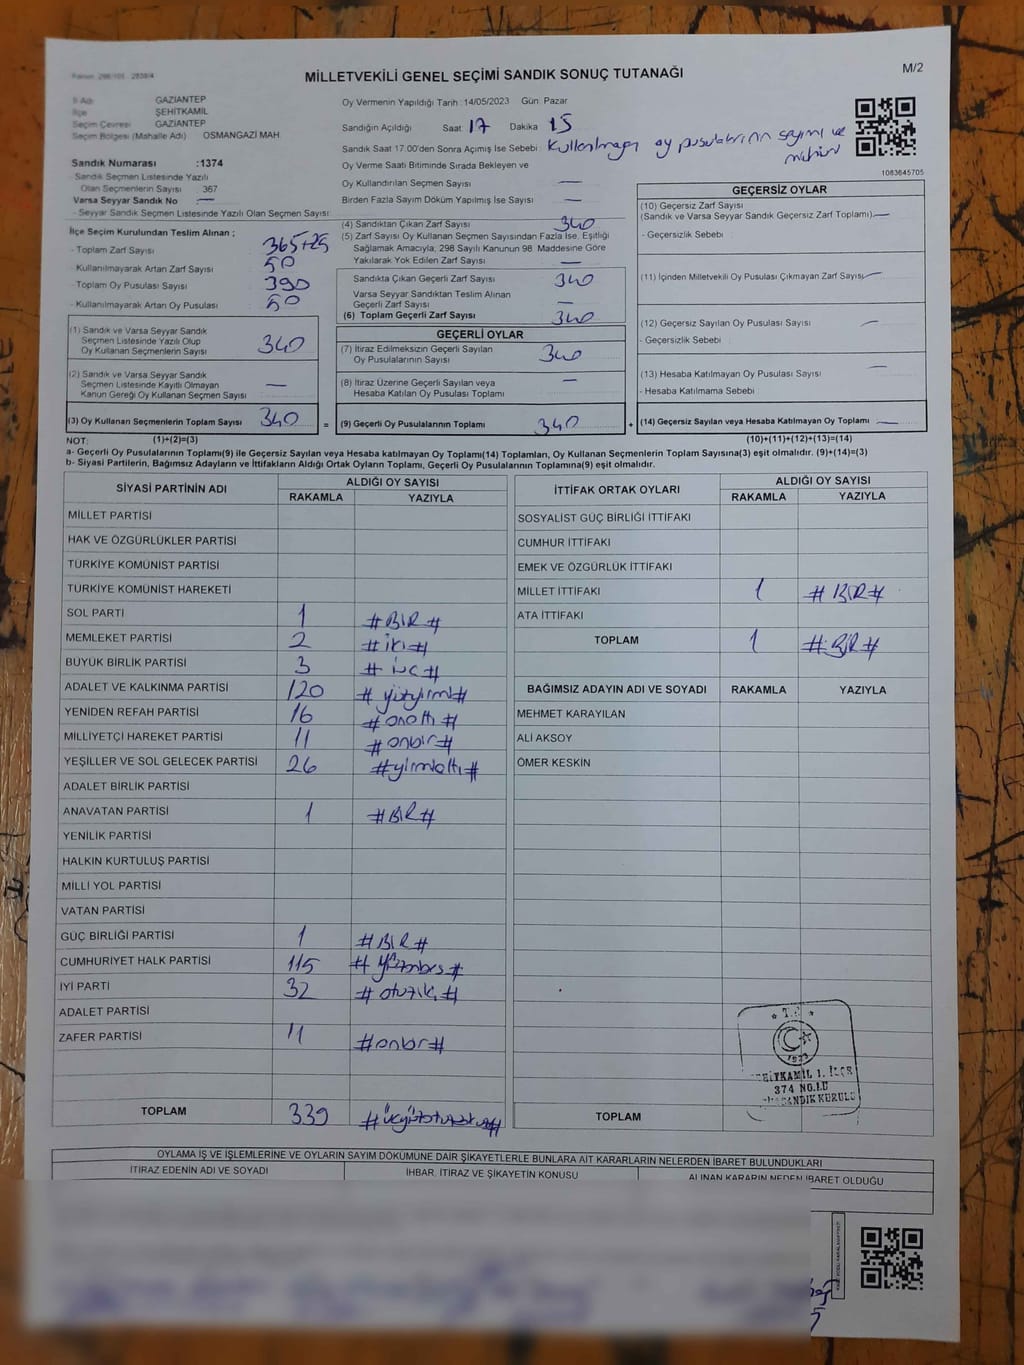 MİLLETVEKİLİ GENEL SEÇİMİ SANDIK SONUÇ TUTANAĞI
M/2
İl Adı GAZİANTEP
İlçe ŞEHİTKAMİL
Seçim Çevresi GAZİANTEP
Seçim Bölgesi (Mahalle Adı) OSMANGAZİ MAH
Sandık Numarası :1374
- Sandık Seçmen Listesinde Yazılı
Olan Seçmenlerin Sayısı : 367
Varsa Seyyar Sandık No —
- Seyyar Sandık Seçmen Listesinde Yazılı Olan Seçmen Sayısı:
İlçe Seçim Kurulundan Teslim Alınan ;
- Toplam Zarf Sayısı 365+25
- Kullanılmayarak Artan Zarf Sayısı 50
- Toplam Oy Pusulası Sayısı 390
- Kullanılmayarak Artan Oy Pusulası 50
(1) Sandık ve Varsa Seyyar Sandık
Seçmen Listesinde Yazılı Olup
Oy Kullanan Seçmenlerin Sayısı 340
(2) Sandık ve Varsa Seyyar Sandık
Seçmen Listesinde Kayıtlı Olmayan
Kanun Gereği Oy Kullanan Seçmen Sayısı —
(3) Oy Kullanan Seçmenlerin Toplam Sayısı 340
Oy Vermenin Yapıldığı Tarih :14/05/2023 Gün: Pazar
Sandığın Açıldığı Saat 17 Dakika 15
Sandık Saat 17:00'den Sonra Açımış İse Sebebi: Kullanılmayan oy pusulalarının sayımı ve mührü
Oy Verme Saati Bitiminde Sırada Bekleyen ve
Oy Kullandırılan Seçmen Sayısı —
Birden Fazla Sayım Döküm Yapılmış İse Sayısı —
(4) Sandıktan Çıkan Zarf Sayısı 340
(5) Zarf Sayısı Oy Kullanan Seçmen Sayısından Fazla İse, Eşitliği
Sağlamak Amacıyla, 298 Sayılı Kanunun 98. Maddesine Göre
Yakılarak Yok Edilen Zarf Sayısı —
Sandıkta Çıkan Geçerli Zarf Sayısı 340
Varsa Seyyar Sandıktan Teslim Alınan
Geçerli Zarf Sayısı —
(6) Toplam Geçerli Zarf Sayısı 340
GEÇERLİ OYLAR
(7) İtiraz Edilmeksizin Geçerli Sayılan
Oy Pusulalarının Sayısı 340
(8) İtiraz Üzerine Geçerli Sayılan veya
Hesaba Katılan Oy Pusulası Toplamı —
= (9) Geçerli Oy Pusulalarının Toplamı 340 +
1083645705
GEÇERSİZ OYLAR
(10) Geçersiz Zarf Sayısı
(Sandık ve Varsa Seyyar Sandık Geçersiz Zarf Toplamı) —
- Geçersizlik Sebebi
(11) İçinden Milletvekili Oy Pusulası Çıkmayan Zarf Sayısı —
(12) Geçersiz Sayılan Oy Pusulası Sayısı —
- Geçersizlik Sebebi
(13) Hesaba Katılmayan Oy Pusulası Sayısı —
- Hesaba Katılmama Sebebi
(14) Geçersiz Sayılan veya Hesaba Katılmayan Oy Toplamı —
NOT: (1)+(2)=(3) (10)+(11)+(12)+(13)=(14)
a- Geçerli Oy Pusulalarının Toplamı(9) ile Geçersiz Sayılan veya Hesaba katılmayan Oy Toplamı(14) Toplamları, Oy Kullanan Seçmenlerin Toplam Sayısına(3) eşit olmalıdır. (9)+(14)=(3)
b- Siyasi Partilerin, Bağımsız Adayların ve İttifakların Aldığı Ortak Oyların Toplamı, Geçerli Oy Pusulalarının Toplamına(9) eşit olmalıdır.
SİYASİ PARTİNİN ADI ALDIĞI OY SAYISI
RAKAMLA YAZIYLA
MİLLET PARTİSİ
HAK VE ÖZGÜRLÜKLER PARTİSİ
TÜRKİYE KOMÜNİST PARTİSİ
TÜRKİYE KOMÜNİST HAREKETİ
SOL PARTİ 1 #BİR#
MEMLEKET PARTİSİ 2 #iki#
BÜYÜK BİRLİK PARTİSİ 3 #üç#
ADALET VE KALKINMA PARTİSİ 120 #yüzyirmi#
YENİDEN REFAH PARTİSİ 16 #onaltı#
MİLLİYETÇİ HAREKET PARTİSİ 11 #onbir#
YEŞİLLER VE SOL GELECEK PARTİSİ 26 #yirmialtı#
ADALET BİRLİK PARTİSİ
ANAVATAN PARTİSİ 1 #BİR#
YENİLİK PARTİSİ
HALKIN KURTULUŞ PARTİSİ
MİLLİ YOL PARTİSİ
VATAN PARTİSİ
GÜÇ BİRLİĞİ PARTİSİ 1 #BİR#
CUMHURİYET HALK PARTİSİ 115 #yüzonbeş#
İYİ PARTİ 32 #otuziki#
ADALET PARTİSİ
ZAFER PARTİSİ 11 #onbir#
TOPLAM 339 #üçyüzotuzdokuz#
İTTİFAK ORTAK OYLARI ALDIĞI OY SAYISI
RAKAMLA YAZIYLA
SOSYALİST GÜÇ BİRLİĞİ İTTİFAKI
CUMHUR İTTİFAKI
EMEK VE ÖZGÜRLÜK İTTİFAKI
MİLLET İTTİFAKI 1 #BİR#
ATA İTTİFAKI
TOPLAM 1 #BİR#
BAĞIMSIZ ADAYIN ADI VE SOYADI RAKAMLA YAZIYLA
MEHMET KARAYILAN
ALİ AKSOY
ÖMER KESKİN
T.C.
1923
374 NO.LU
SANDIK KURULU
TOPLAM
OYLAMA İŞ VE İŞLEMLERİNE VE OYLARIN SAYIM DÖKÜMÜNE DAİR ŞİKAYETLERLE BUNLARA AİT KARARLARIN NELERDEN İBARET BULUNDUKLARI
İTİRAZ EDENİN ADI VE SOYADI İHBAR, İTİRAZ VE ŞİKAYETİN KONUSU ALINAN KARARIN NEDEN İBARET OLDUĞU